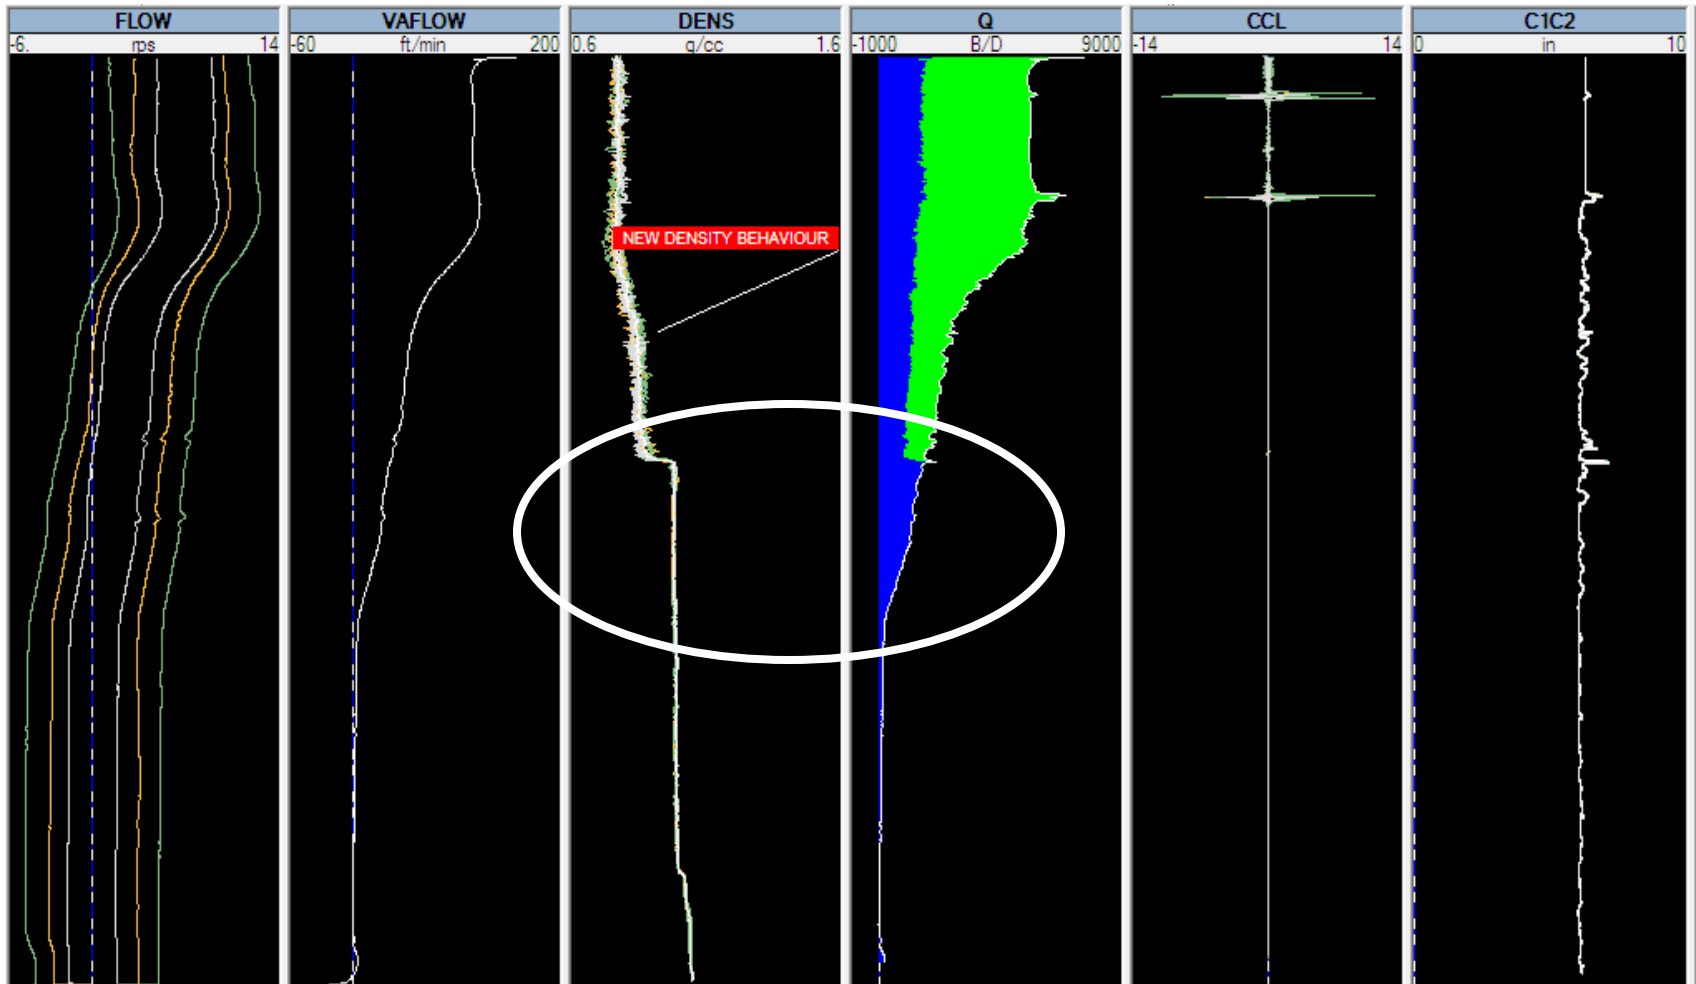 FLOW VAFLOW DENS Q CCL C1C2
-6. rps 14 -60 ft/min 200 0.6 g/cc 1.6 -1000 B/D 9000 -14 14 0 in 10
NEW DENSITY BEHAVIOUR